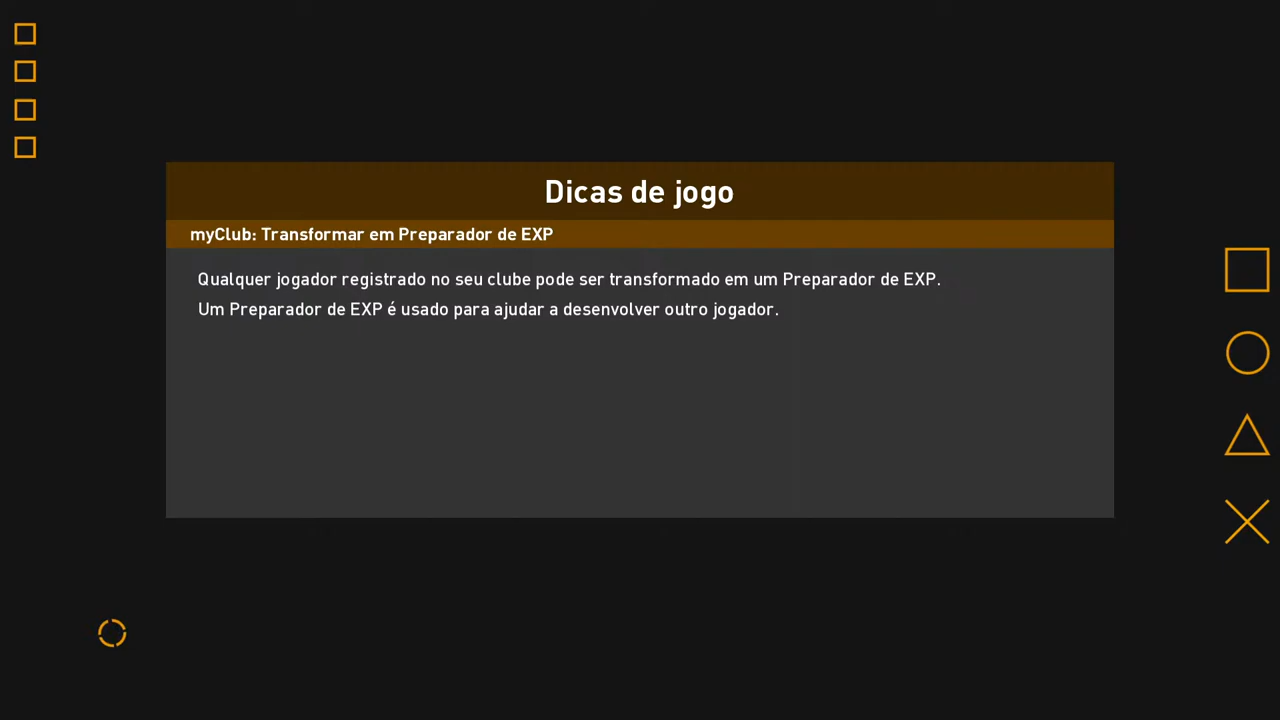 Dicas de jogo
myClub: Transformar em Preparador de EXP
Qualquer jogador registrado no seu clube pode ser transformado em um Preparador de EXP.
Um Preparador de EXP é usado para ajudar a desenvolver outro jogador.